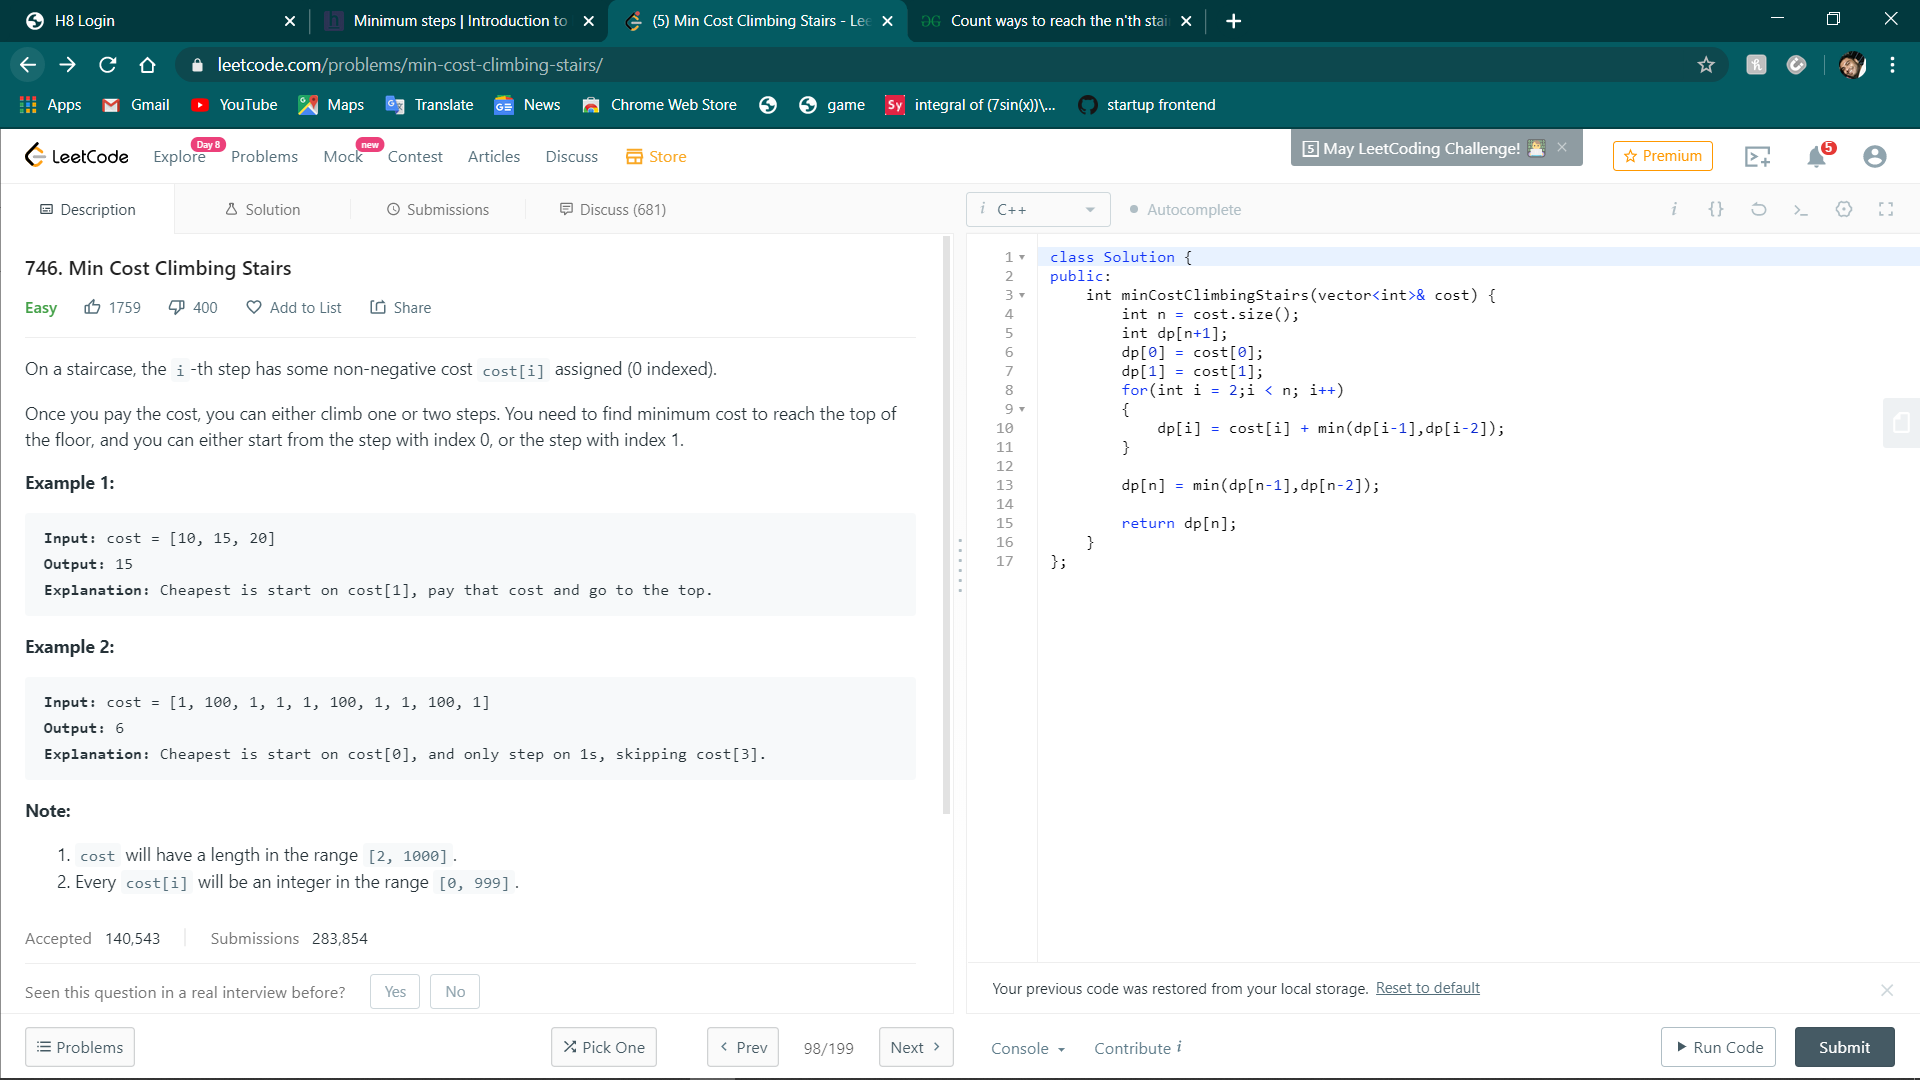 H8 Login
Minimum steps | Introduction to
(5) Min Cost Climbing Stairs - Lee
Count ways to reach the n'th stai
leetcode.com/problems/min-cost-climbing-stairs/
Apps Gmail YouTube Maps Translate News Chrome Web Store game Sy integral of (7sin(x))\... startup frontend
LeetCode Explore Day 8 Problems Mock new Contest Articles Discuss Store
5 May LeetCoding Challenge!
Premium
5
Description Solution Submissions Discuss (681)
i C++ Autocomplete
746. Min Cost Climbing Stairs
Easy 1759 400 Add to List Share
On a staircase, the i -th step has some non-negative cost cost[i] assigned (0 indexed).
Once you pay the cost, you can either climb one or two steps. You need to find minimum cost to reach the top of
the floor, and you can either start from the step with index 0, or the step with index 1.
Example 1:
Input: cost = [10, 15, 20]
Output: 15
Explanation: Cheapest is start on cost[1], pay that cost and go to the top.
Example 2:
Input: cost = [1, 100, 1, 1, 1, 100, 1, 1, 100, 1]
Output: 6
Explanation: Cheapest is start on cost[0], and only step on 1s, skipping cost[3].
Note:
1. cost will have a length in the range [2, 1000] .
2. Every cost[i] will be an integer in the range [0, 999] .
Accepted 140,543 Submissions 283,854
Seen this question in a real interview before? Yes No
1 class Solution {
2 public:
3 int minCostClimbingStairs(vector<int>& cost) {
4 int n = cost.size();
5 int dp[n+1];
6 dp[0] = cost[0];
7 dp[1] = cost[1];
8 for(int i = 2;i < n; i++)
9 {
10 dp[i] = cost[i] + min(dp[i-1],dp[i-2]);
11 }
12
13 dp[n] = min(dp[n-1],dp[n-2]);
14
15 return dp[n];
16 }
17 };
Your previous code was restored from your local storage. Reset to default
Problems Pick One Prev 98/199 Next Console Contribute i Run Code Submit